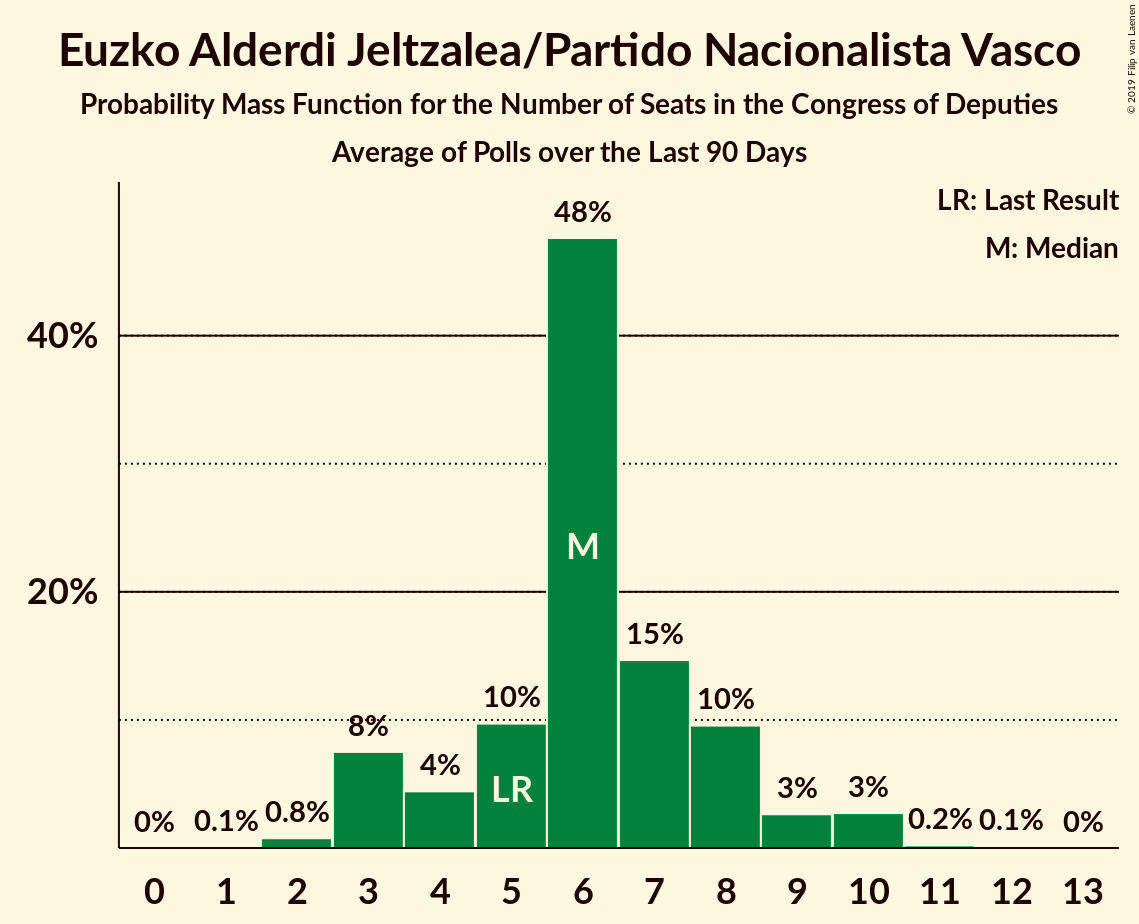 Euzko Alderdi Jeltzalea/Partido Nacionalista Vasco
Probability Mass Function for the Number of Seats in the Congress of Deputies
Average of Polls over the Last 90 Days
© 2019 Filip van Laenen
LR: Last Result
M: Median
40%
20%
0%
0.1%
0.8%
8%
4%
10%
48%
15%
10%
3%
3%
0.2%
0.1%
0%
LR
M
0 1 2 3 4 5 6 7 8 9 10 11 12 13